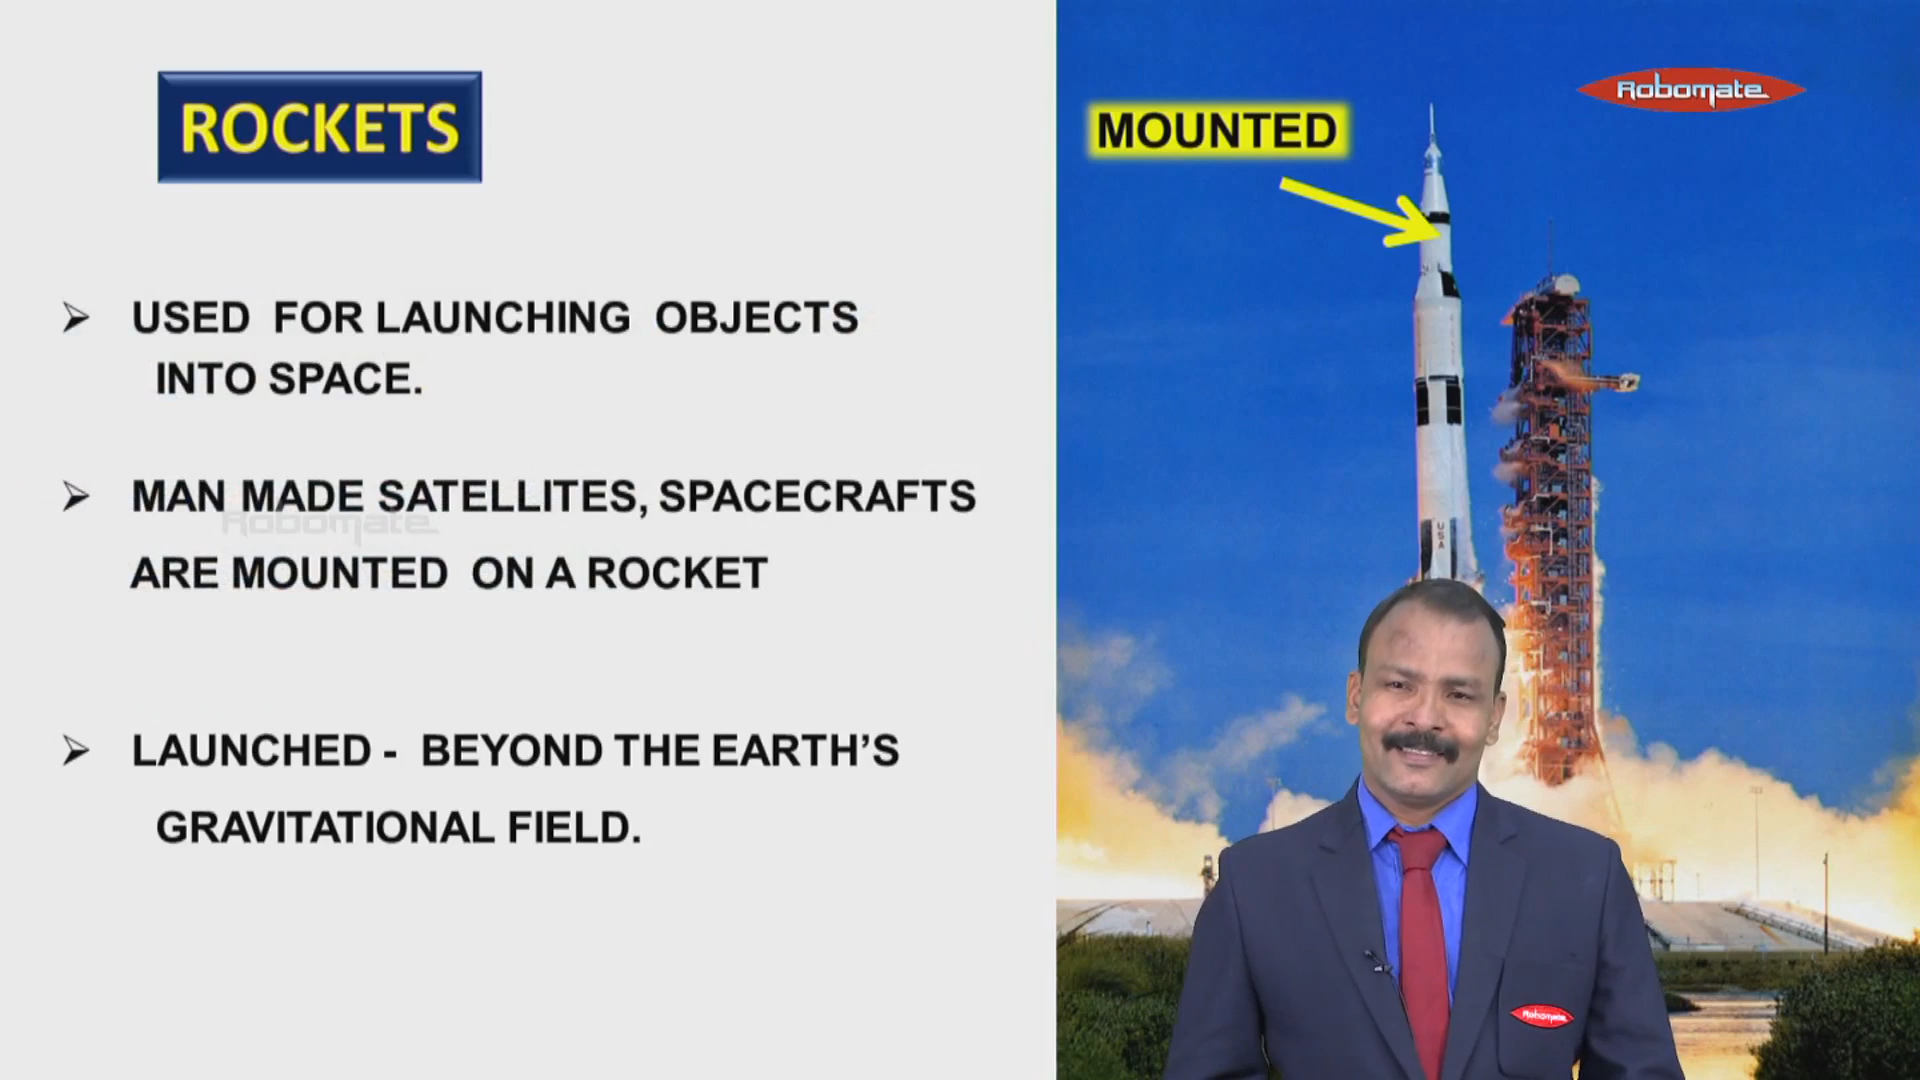 ROCKETS
➢ USED FOR LAUNCHING OBJECTS
INTO SPACE.
➢ MAN MADE SATELLITES, SPACECRAFTS
Robomate
ARE MOUNTED ON A ROCKET
➢ LAUNCHED - BEYOND THE EARTH’S
GRAVITATIONAL FIELD.
MOUNTED
Robomate
USA
Robomate